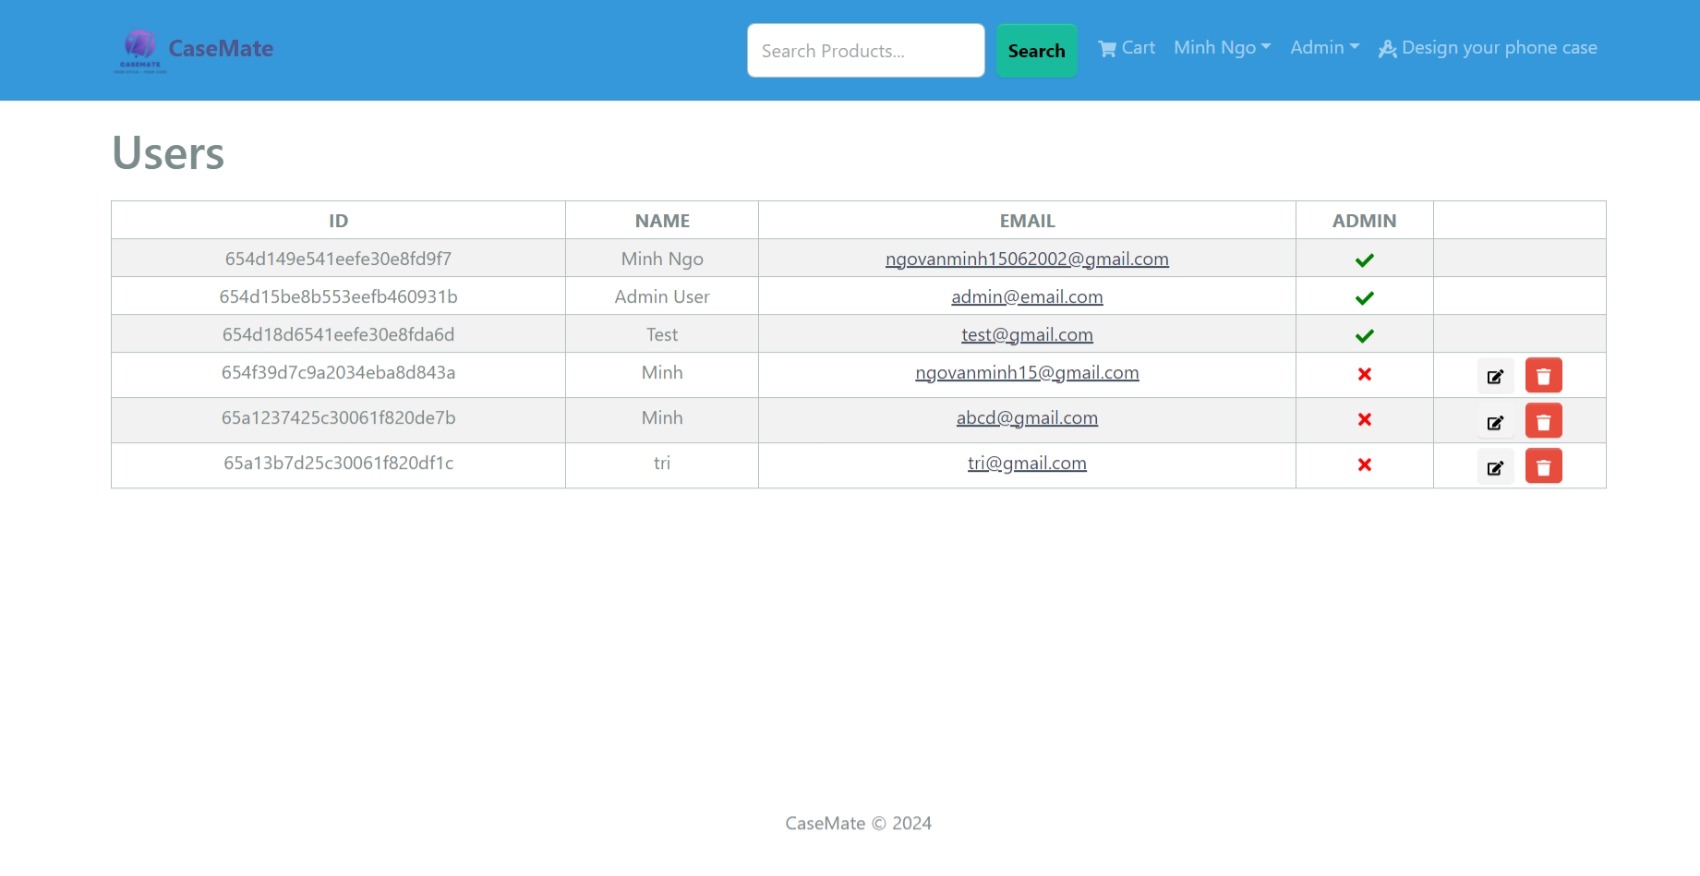 CASEMATE
CaseMate
Search Products...
Search
Cart
Minh Ngo
Admin
Design your phone case
Users
ID NAME EMAIL ADMIN
654d149e541eefe30e8fd9f7 Minh Ngo ngovanminh15062002@gmail.com
654d15be8b553eefb460931b Admin User admin@email.com
654d18d6541eefe30e8fda6d Test test@gmail.com
654f39d7c9a2034eba8d843a Minh ngovanminh15@gmail.com
65a1237425c30061f820de7b Minh abcd@gmail.com
65a13b7d25c30061f820df1c tri tri@gmail.com
CaseMate © 2024